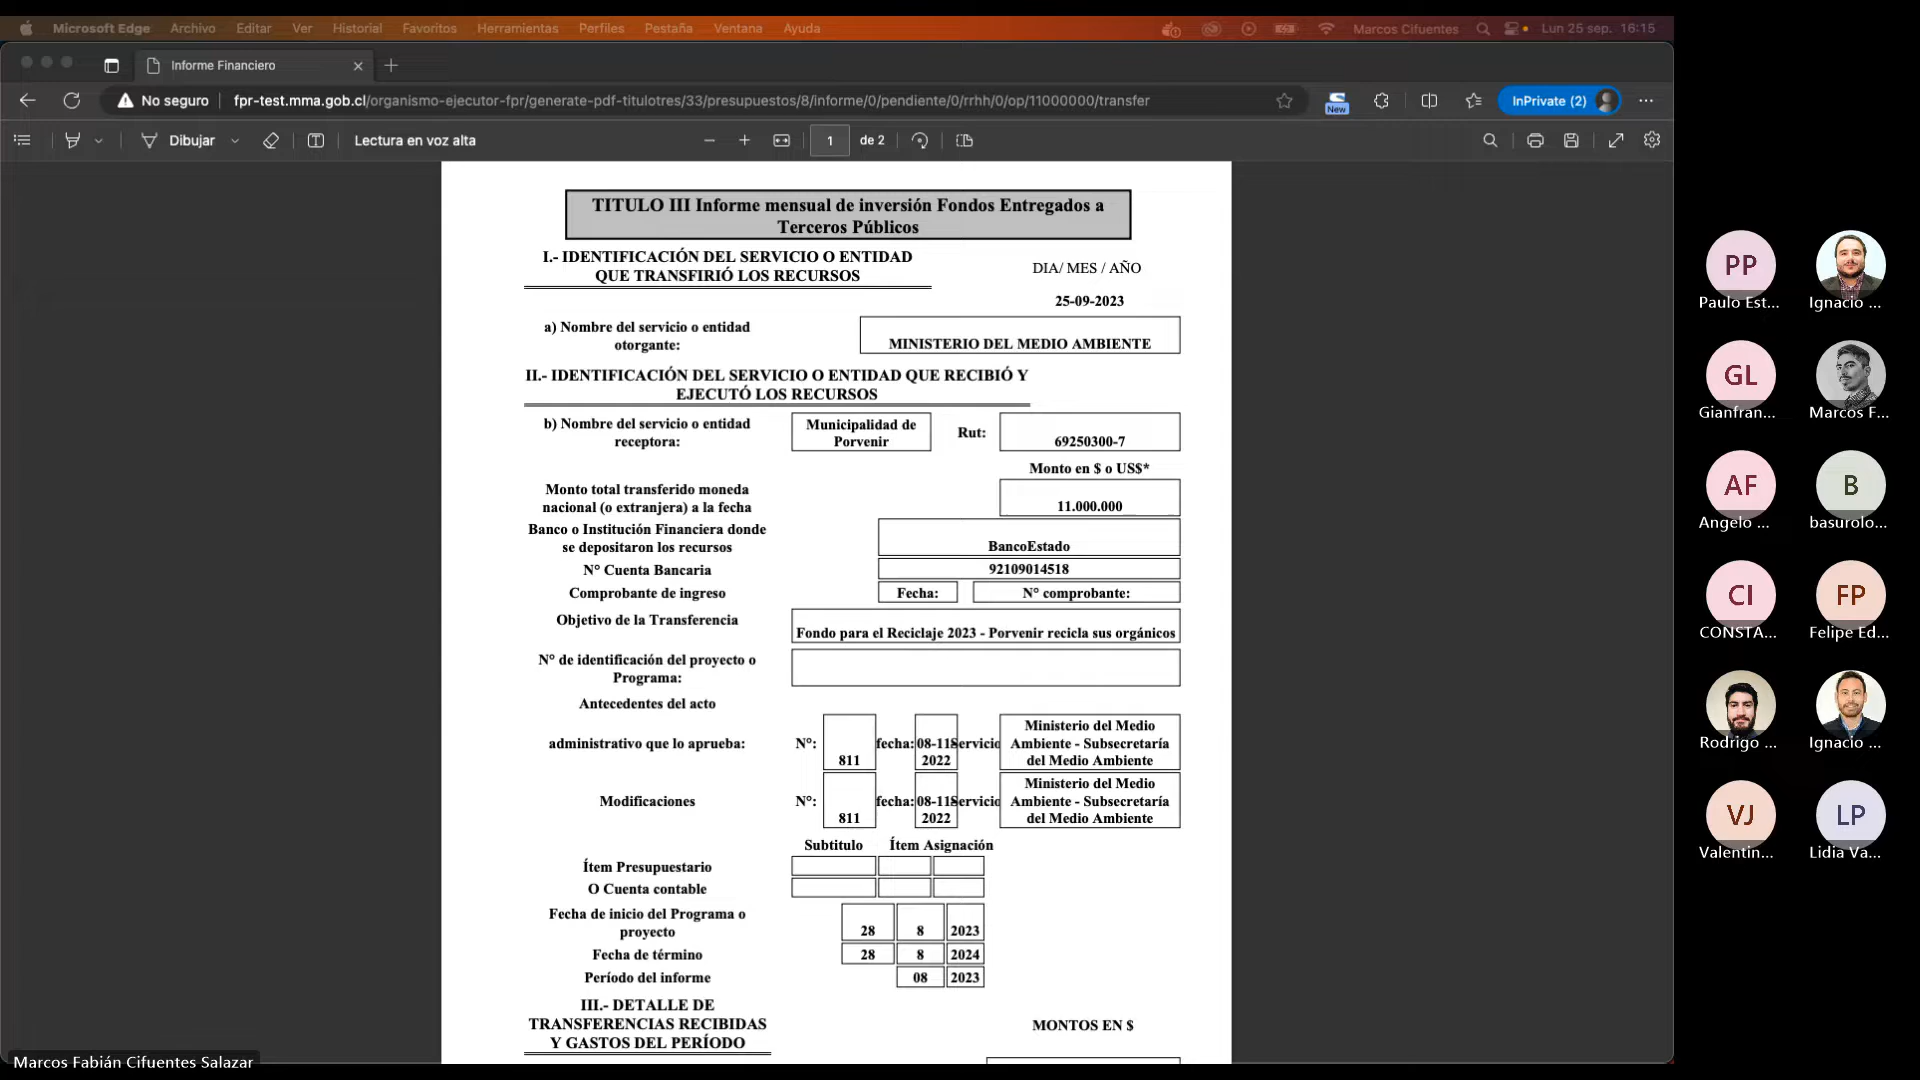 Microsoft Edge Archivo Editar Ver Historial Favoritos Herramientas Perfiles Pestaña Ventana Ayuda Marcos Cifuentes Lun 25 sep. 16:15
Informe Financiero
No seguro fpr-test.mma.gob.cl/organismo-ejecutor-fpr/generate-pdf-titulotres/33/presupuestos/8/informe/0/pendiente/0/rrhh/0/op/11000000/transfer New InPrivate (2)
Dibujar Lectura en voz alta 1 de 2
TITULO III Informe mensual de inversión Fondos Entregados a
Terceros Públicos
I.- IDENTIFICACIÓN DEL SERVICIO O ENTIDAD
QUE TRANSFIRIÓ LOS RECURSOS
DIA/ MES / AÑO
25-09-2023
a) Nombre del servicio o entidad
otorgante:
MINISTERIO DEL MEDIO AMBIENTE
II.- IDENTIFICACIÓN DEL SERVICIO O ENTIDAD QUE RECIBIÓ Y
EJECUTÓ LOS RECURSOS
b) Nombre del servicio o entidad
receptora:
Municipalidad de
Porvenir
Rut:
69250300-7
Monto en $ o US$*
Monto total transferido moneda
nacional (o extranjera) a la fecha
11.000.000
Banco o Institución Financiera donde
se depositaron los recursos
BancoEstado
N° Cuenta Bancaria 92109014518
Comprobante de ingreso Fecha: N° comprobante:
Objetivo de la Transferencia
Fondo para el Reciclaje 2023 - Porvenir recicla sus orgánicos
N° de identificación del proyecto o
Programa:
Antecedentes del acto
administrativo que lo aprueba: N°: 811 fecha: 08-11-
2022
Servicio
Ministerio del Medio
Ambiente - Subsecretaría
del Medio Ambiente
Modificaciones N°: 811 fecha: 08-11-
2022
Servicio
Ministerio del Medio
Ambiente - Subsecretaría
del Medio Ambiente
Subtitulo Ítem Asignación
Ítem Presupuestario
O Cuenta contable
Fecha de inicio del Programa o
proyecto
28 8 2023
Fecha de término 28 8 2024
Período del informe 08 2023
III.- DETALLE DE
TRANSFERENCIAS RECIBIDAS
Y GASTOS DEL PERÍODO
MONTOS EN $
Marcos Fabián Cifuentes Salazar
PP
Paulo Est... Ignacio ...
GL
Gianfran... Marcos F...
AF B
Angelo ... basurolo...
CI FP
CONSTA... Felipe Ed...
Rodrigo ... Ignacio ...
VJ LP
Valentin... Lidia Va...